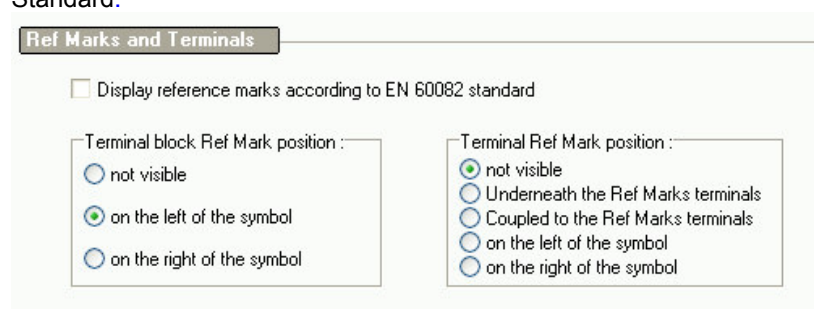 Standard:
Ref Marks and Terminals
Display reference marks according to EN 60082 standard
Terminal block Ref Mark position :
not visible
on the left of the symbol
on the right of the symbol
Terminal Ref Mark position :
not visible
Underneath the Ref Marks terminals
Coupled to the Ref Marks terminals
on the left of the symbol
on the right of the symbol